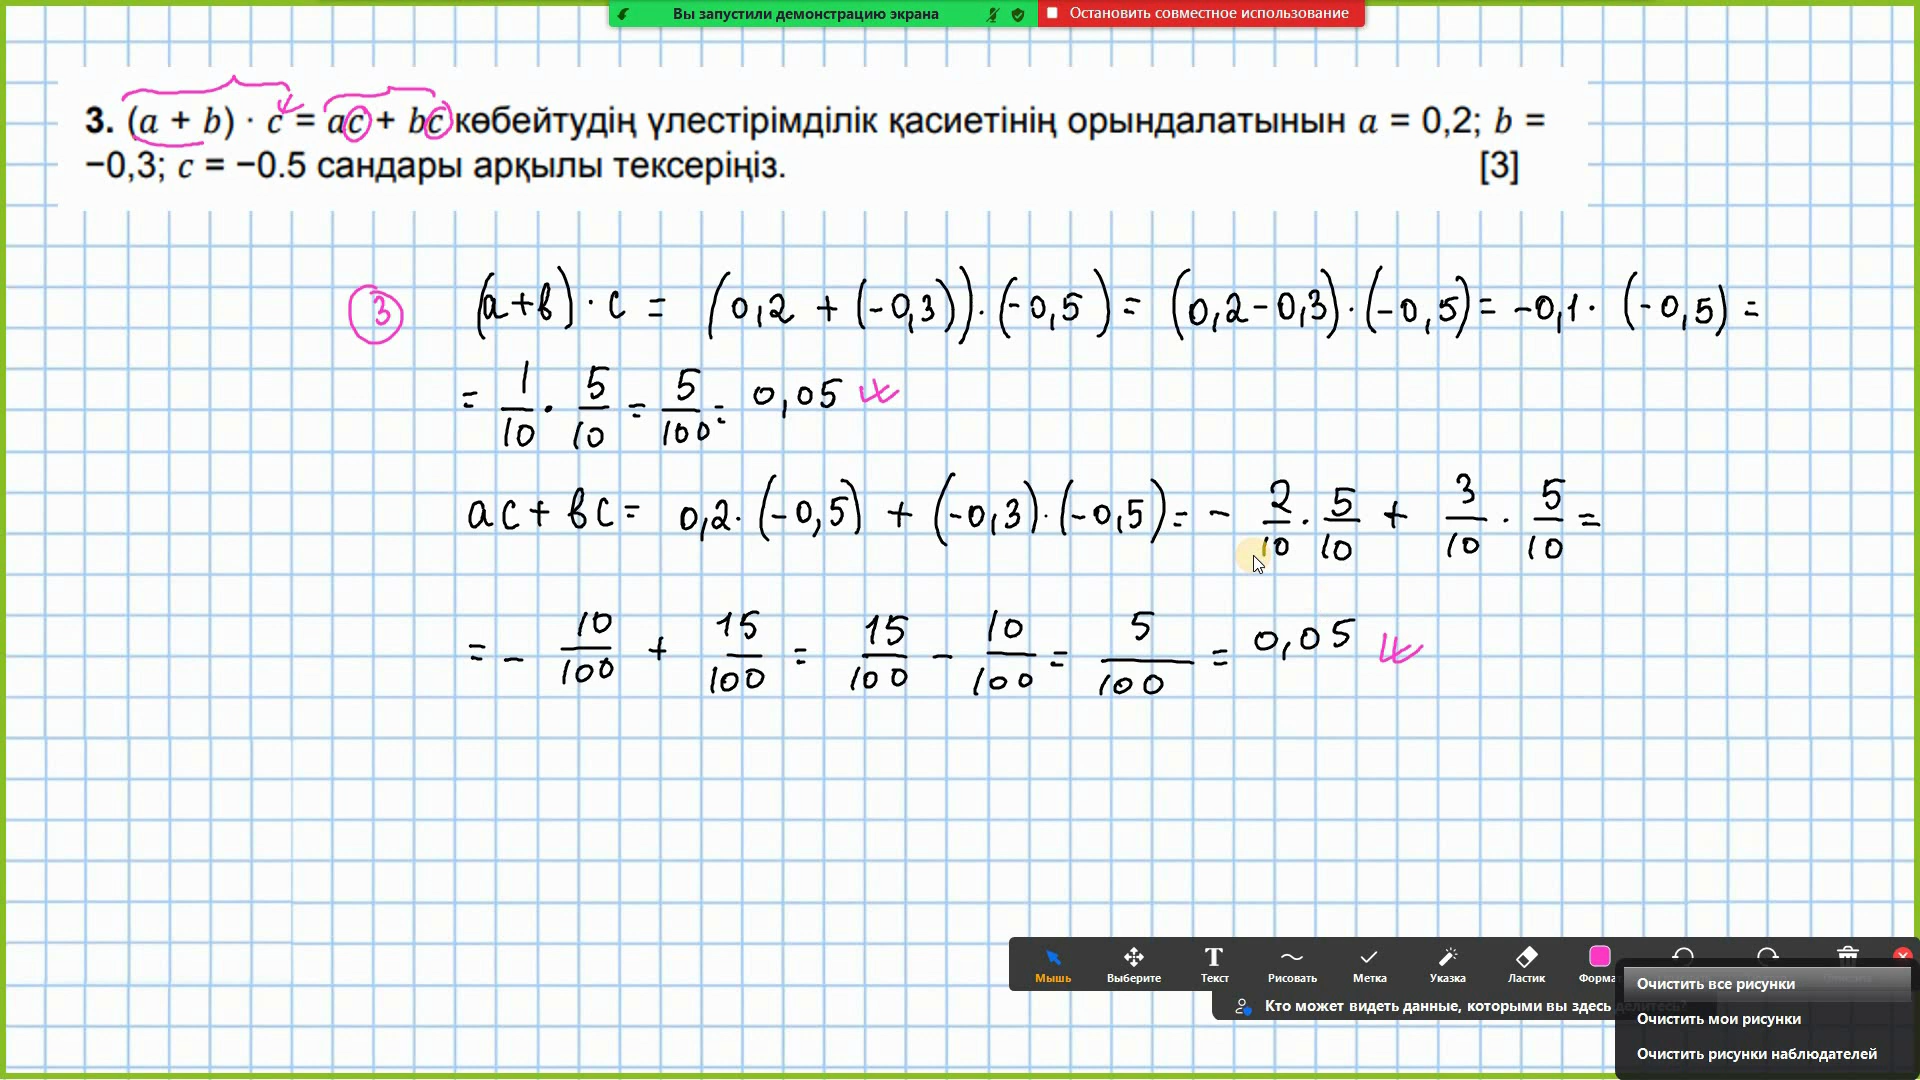 Вы запустили демонстрацию экрана
Остановить совместное использование
3. (a + b) · c = ac + bc көбейтудің үлестірімділік қасиетінің орындалатынын a = 0,2; b =
−0,3; c = −0.5 сандары арқылы тексеріңіз. [3]
3 (a+в)·c = (0,2 + (-0,3))·(-0,5) = (0,2-0,3)·(-0,5) = -0,1·(-0,5) =
= 1/10 · 5/10 = 5/100 = 0,05
ac + вc = 0,2·(-0,5) + (-0,3)·(-0,5) = - 2/10 · 5/10 + 3/10 · 5/10 =
= - 10/100 + 15/100 = 15/100 - 10/100 = 5/100 = 0,05
Мышь Выберите Текст Рисовать Метка Указка Ластик Форма
Кто может видеть данные, которыми вы здесь делитесь?
Очистить все рисунки
Очистить мои рисунки
Очистить рисунки наблюдателей